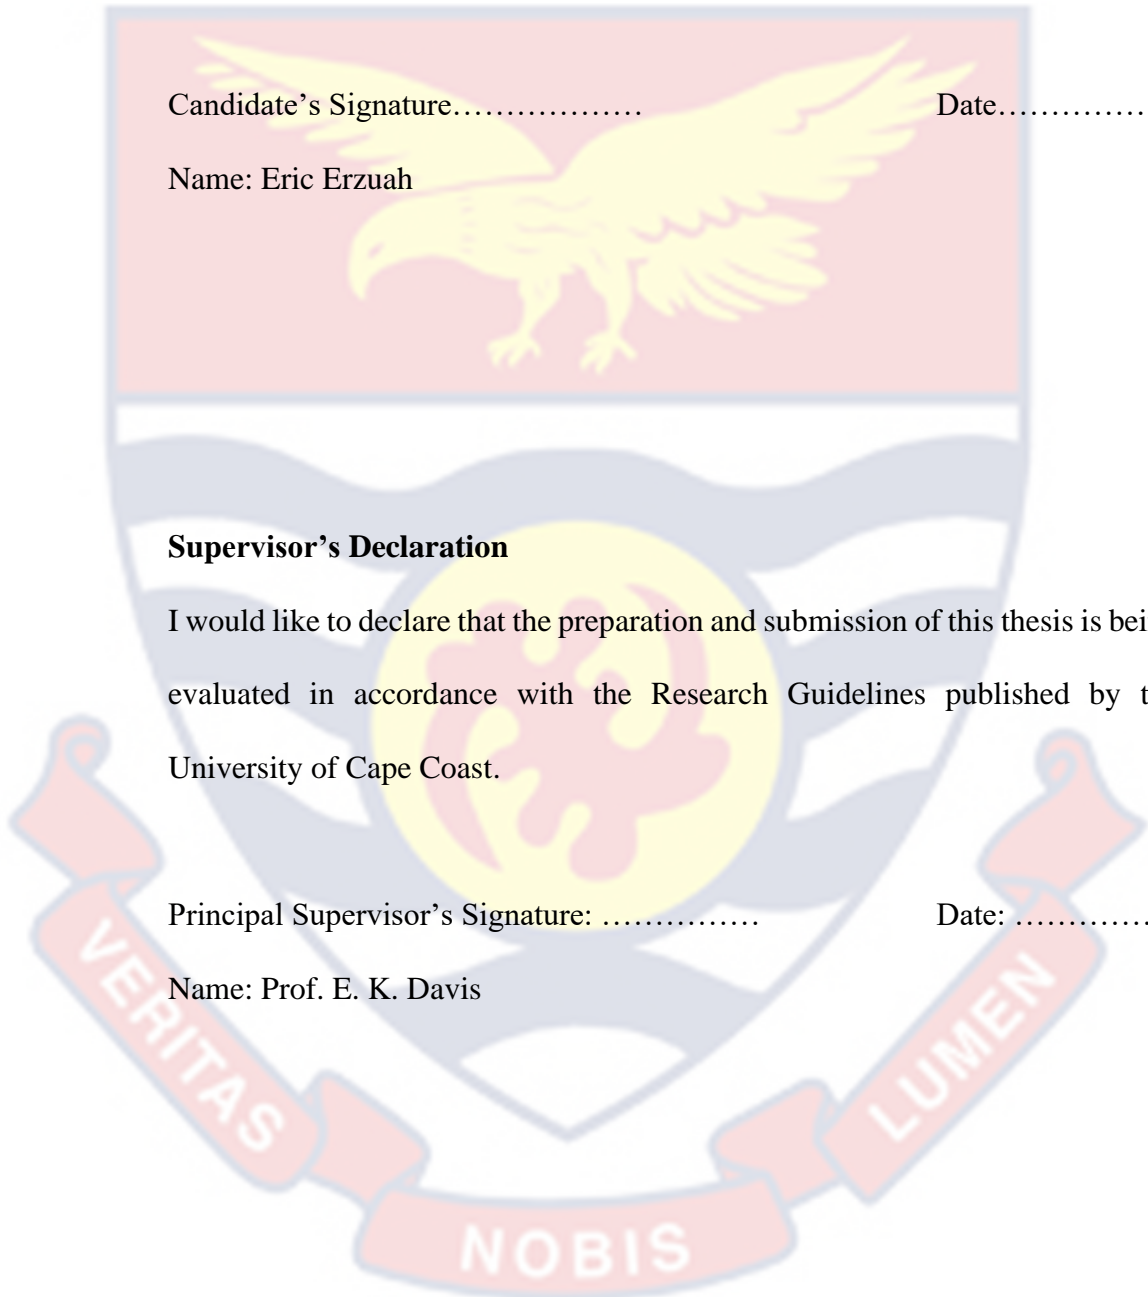 Candidate’s Signature……………… Date……………
Name: Eric Erzuah
Supervisor’s Declaration
I would like to declare that the preparation and submission of this thesis is bei
evaluated in accordance with the Research Guidelines published by t
University of Cape Coast.
Principal Supervisor’s Signature: …………… Date: …………..
Name: Prof. E. K. Davis
VERITAS
NOBIS
LUMEN